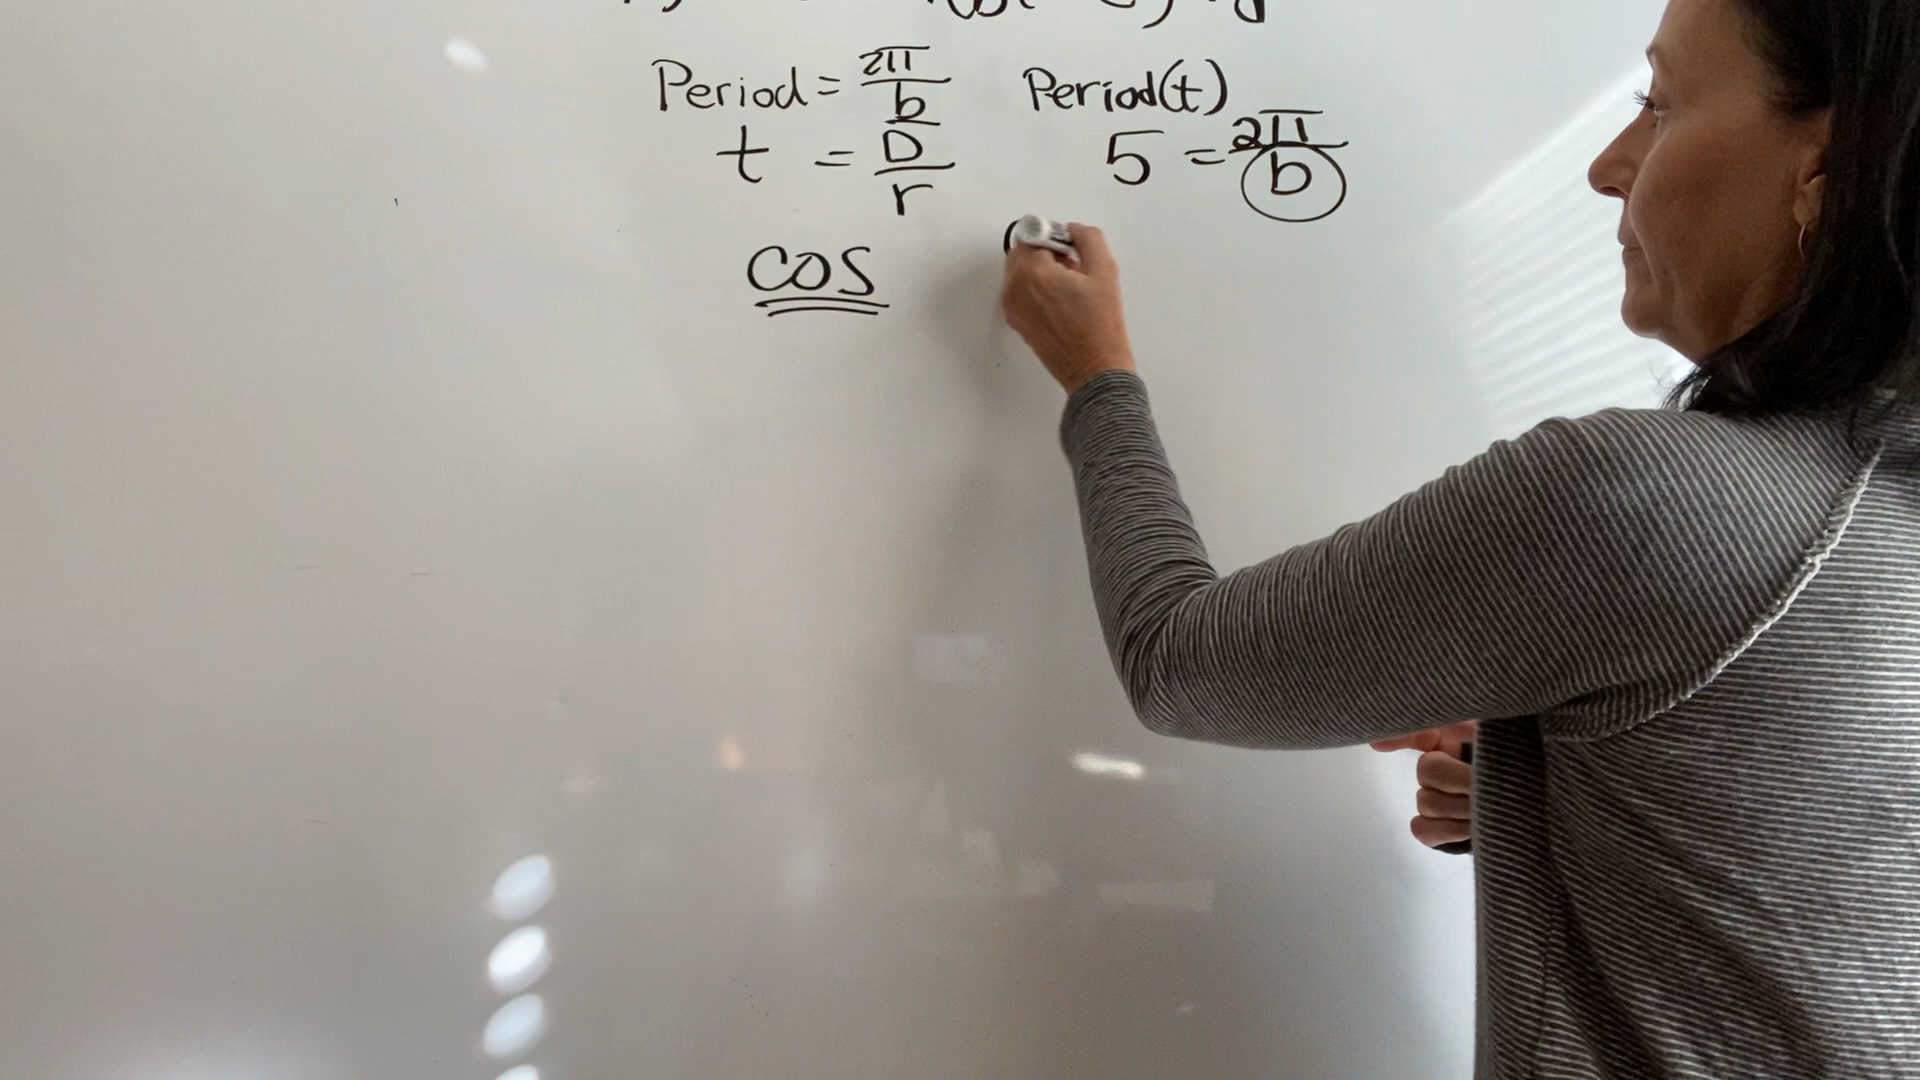 Period = 2π/b Period(t)
t = D/r 5 = 2π/b
cos